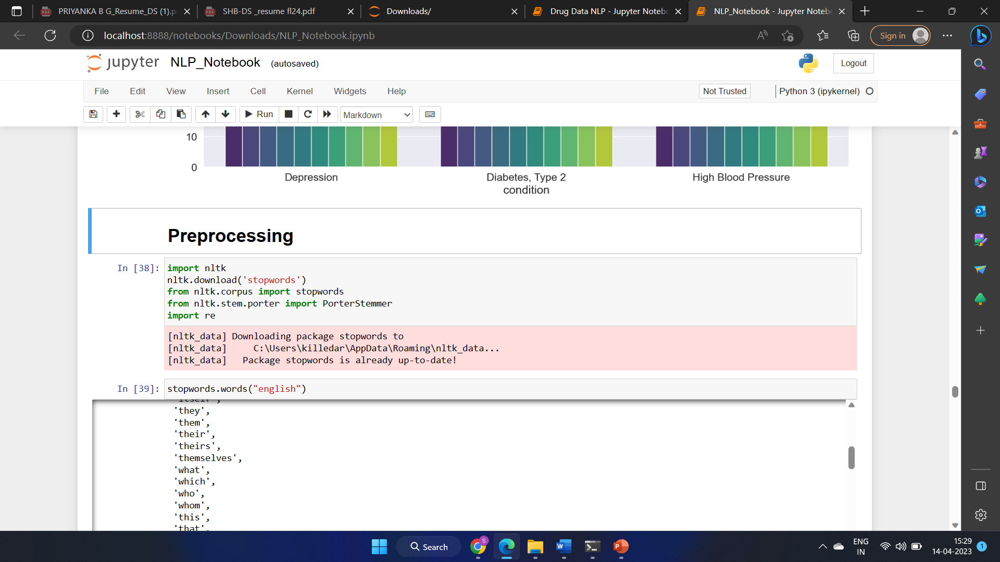 PRIYANKA B G_Resume_DS (1).p
SHB-DS _resume fl24.pdf
Downloads/
Drug Data NLP - Jupyter Notebo
NLP_Notebook - Jupyter Notebo
localhost:8888/notebooks/Downloads/NLP_Notebook.ipynb
Sign in
jupyter NLP_Notebook (autosaved)
Logout
File Edit View Insert Cell Kernel Widgets Help
Not Trusted
Python 3 (ipykernel)
Run
Markdown
10
0
Depression
Diabetes, Type 2
High Blood Pressure
condition
Preprocessing
In [38]:
import nltk
nltk.download('stopwords')
from nltk.corpus import stopwords
from nltk.stem.porter import PorterStemmer
import re
[nltk_data] Downloading package stopwords to
[nltk_data]     C:\Users\killedar\AppData\Roaming\nltk_data...
[nltk_data]   Package stopwords is already up-to-date!
In [39]:
stopwords.words("english")
'itself',
'they',
'them',
'their',
'theirs',
'themselves',
'what',
'which',
'who',
'whom',
'this',
'that',
Search
ENG
IN
15:29
14-04-2023
1